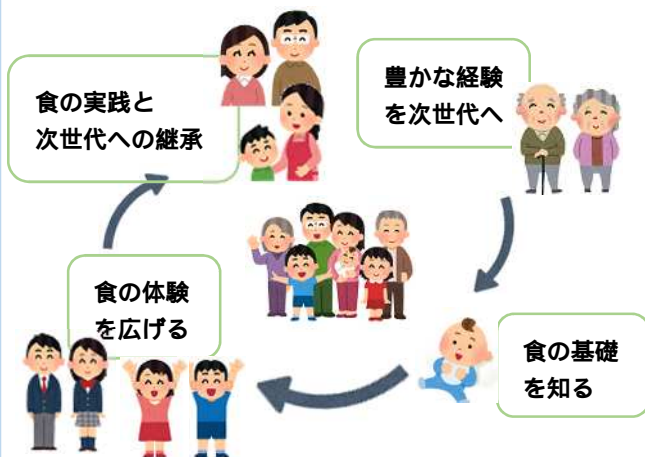 食の実践と
次世代への継承
豊かな経験
を次世代へ
食の体験
を広げる
食の基礎
を知る